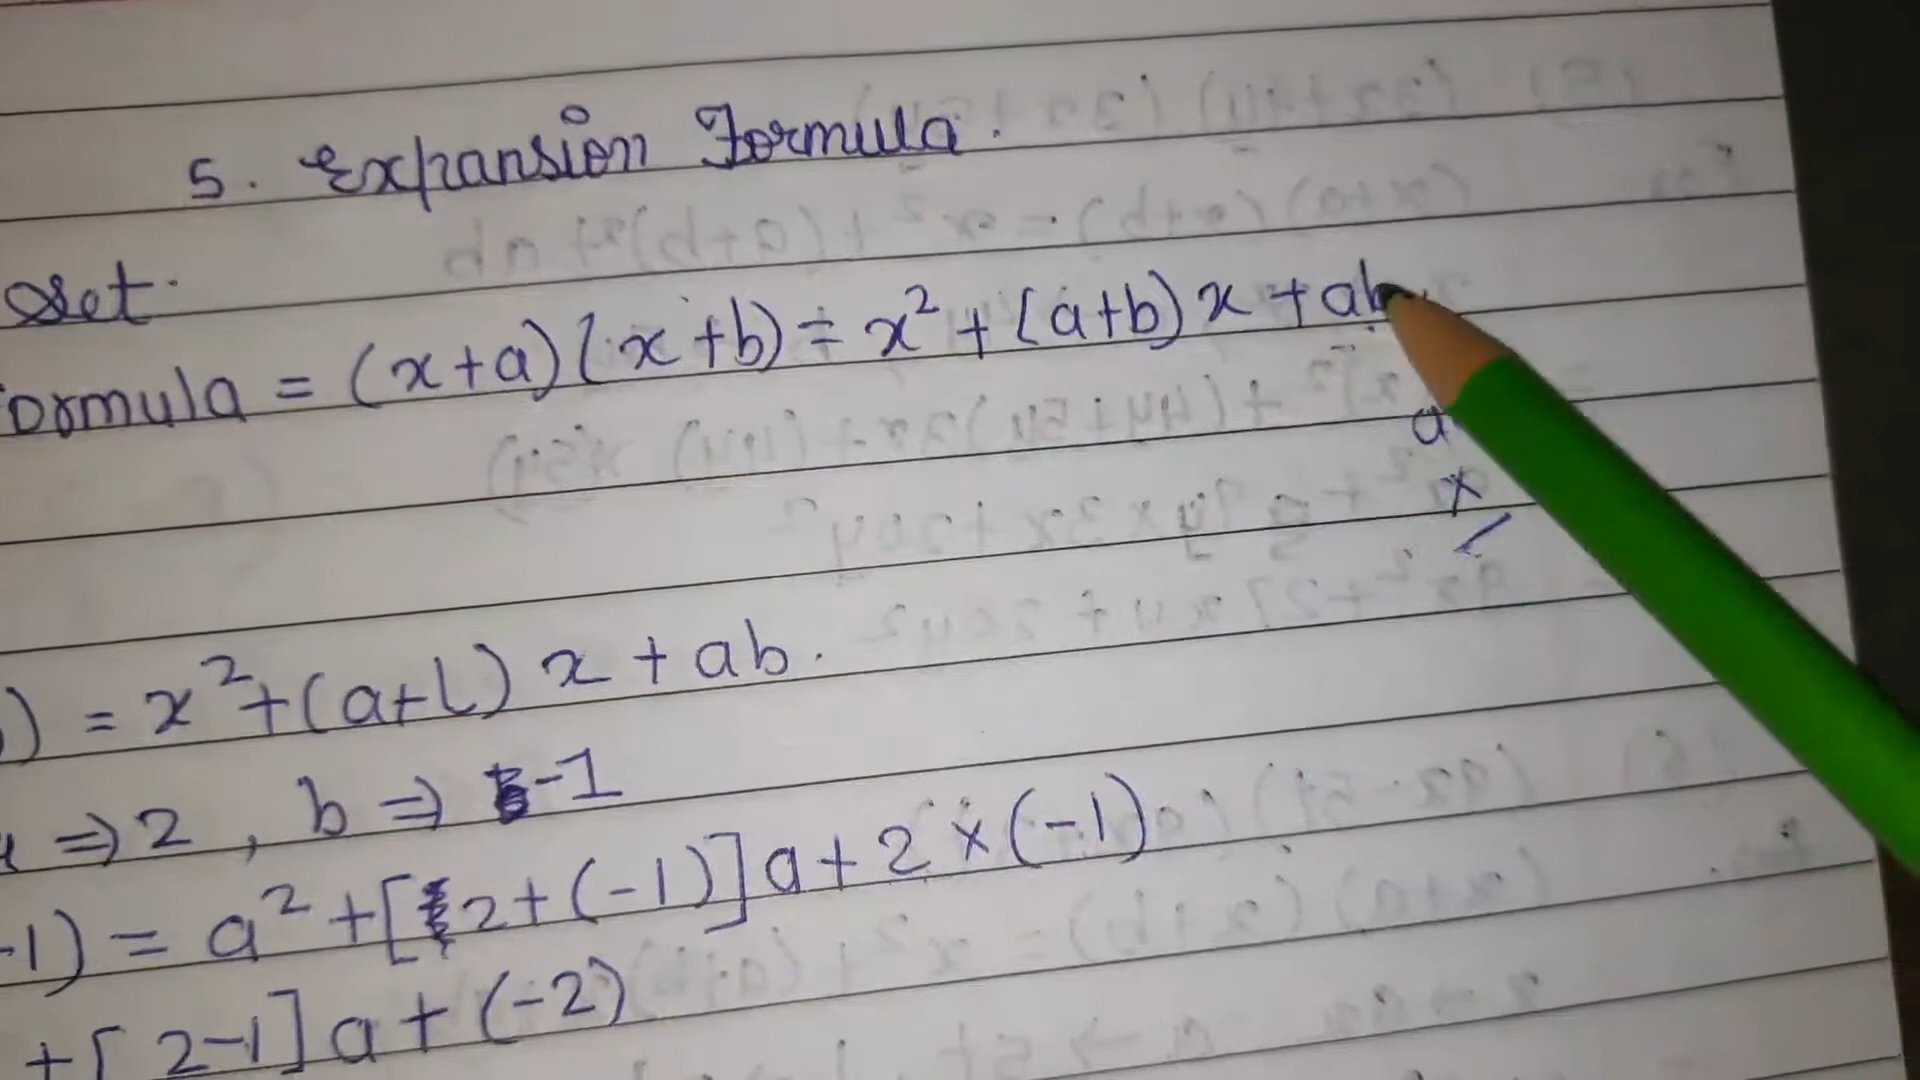 5. Expansion Formula.
set.
ormula = (x+a)(x+b) = x² + (a+b)x + ab
a
x
) = x² + (a+b) x + ab.
⇒ 2 , b ⇒ -1
-1) = a² + [2 + (-1)]a + 2 × (-1)
+ [2-1]a + (-2)